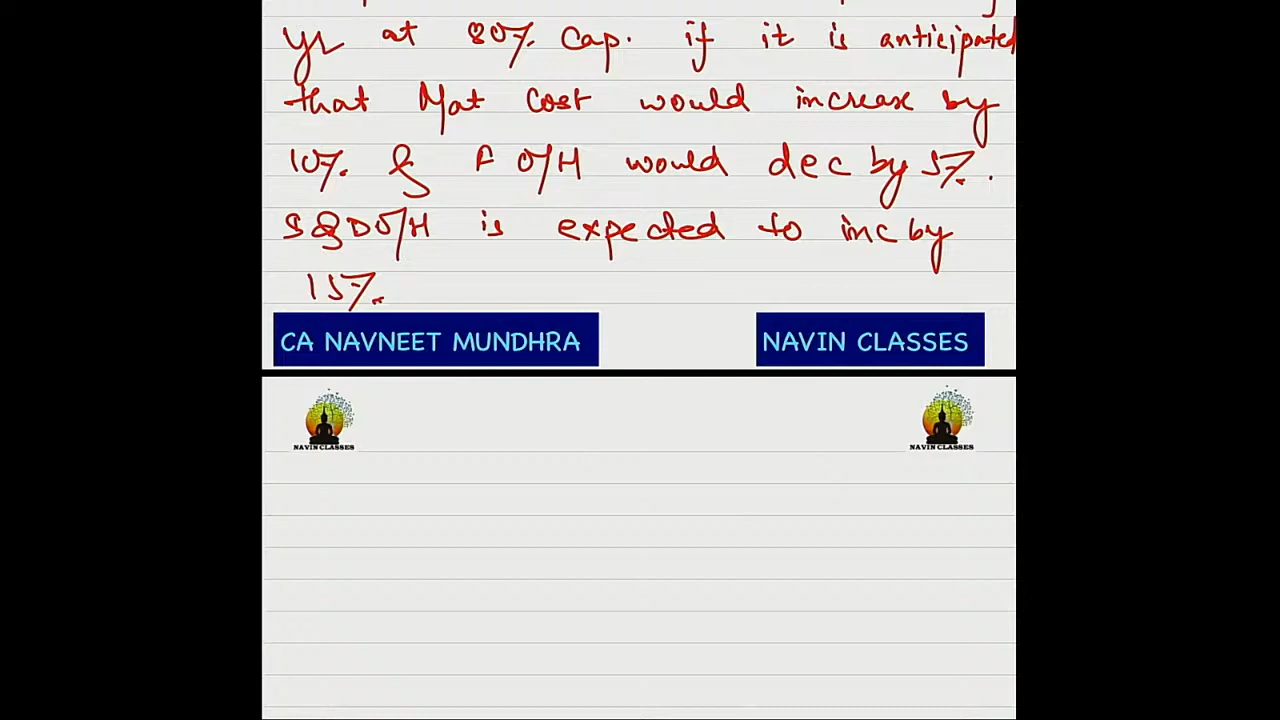 Yr at 80% Cap. if it is anticipated
that Mat Cost would increase by
10% & F O/H would dec by 5%.
S & D O/H is expected to inc by
15%.
CA NAVNEET MUNDHRA NAVIN CLASSES
NAVIN CLASSES NAVIN CLASSES